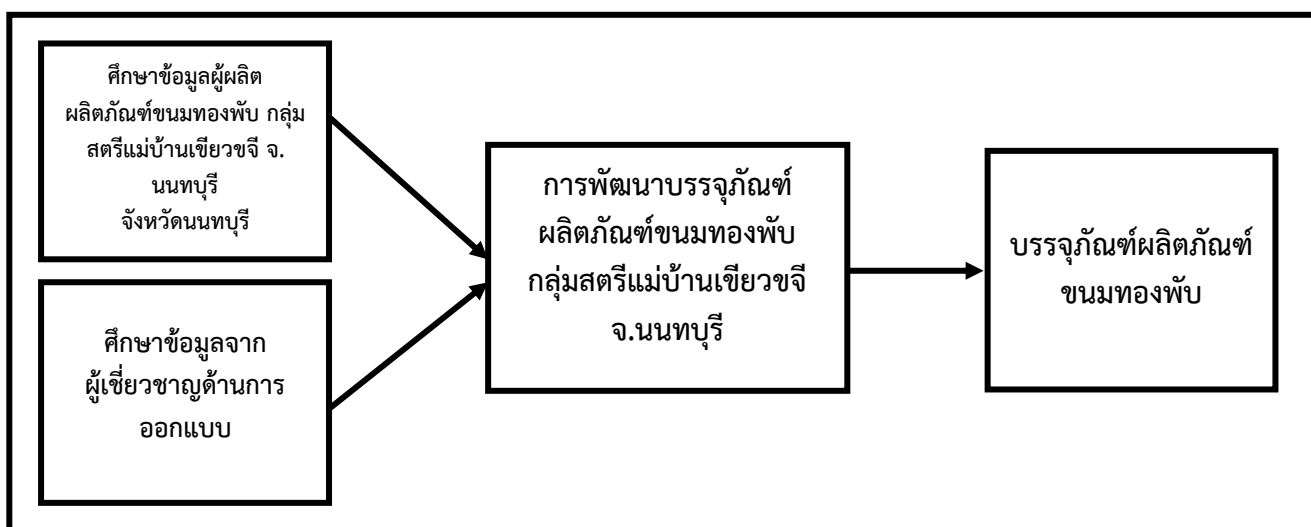 ศึกษาข้อมูลผู้ผลิต
ผลิตภัณฑ์ขนมทองพับ กลุ่ม
สตรีแม่บ้านเขียวขจี จ.
นนทบุรี
จังหวัดนนทบุรี
ศึกษาข้อมูลจาก
ผู้เชี่ยวชาญด้านการ
ออกแบบ
การพัฒนาบรรจุภัณฑ์
ผลิตภัณฑ์ขนมทองพับ
กลุ่มสตรีแม่บ้านเขียวขจี
จ.นนทบุรี
บรรจุภัณฑ์ผลิตภัณฑ์
ขนมทองพับ